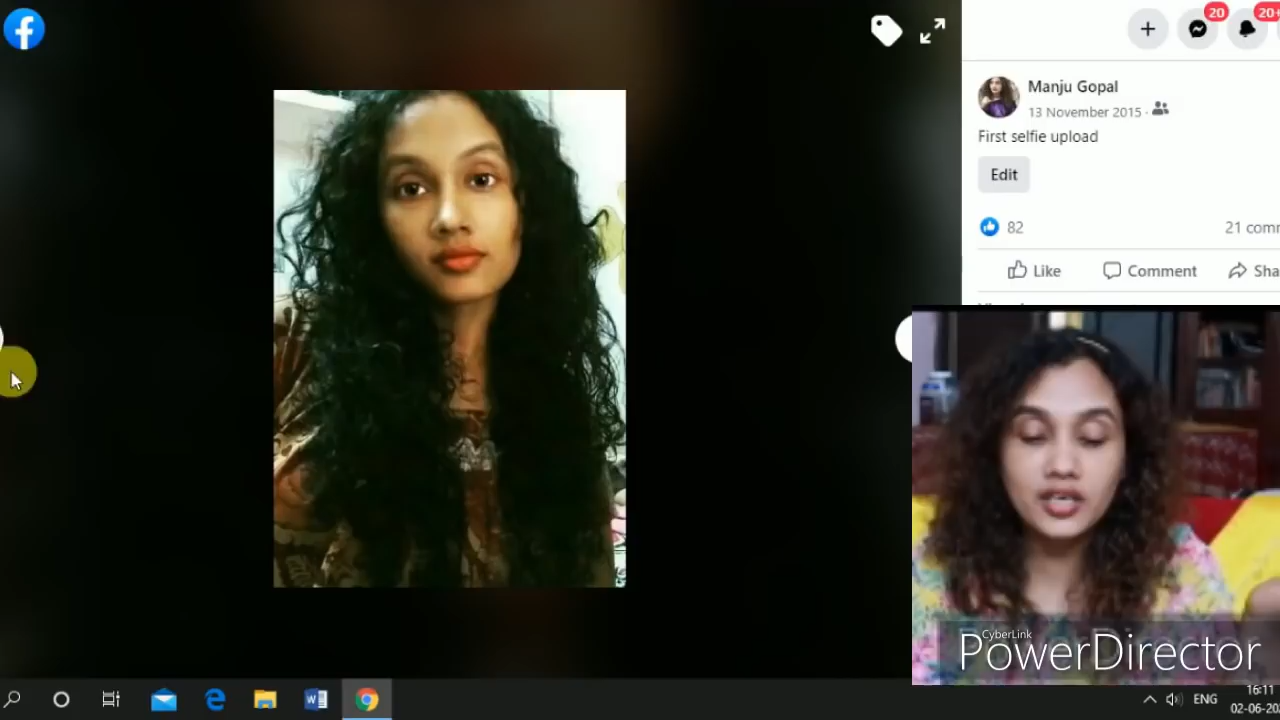 20
20+
Manju Gopal
13 November 2015 ·
First selfie upload
Edit
82
21 comm
Like
Comment
Sha
CyberLink
PowerDirector
ENG
16:11
02-06-20